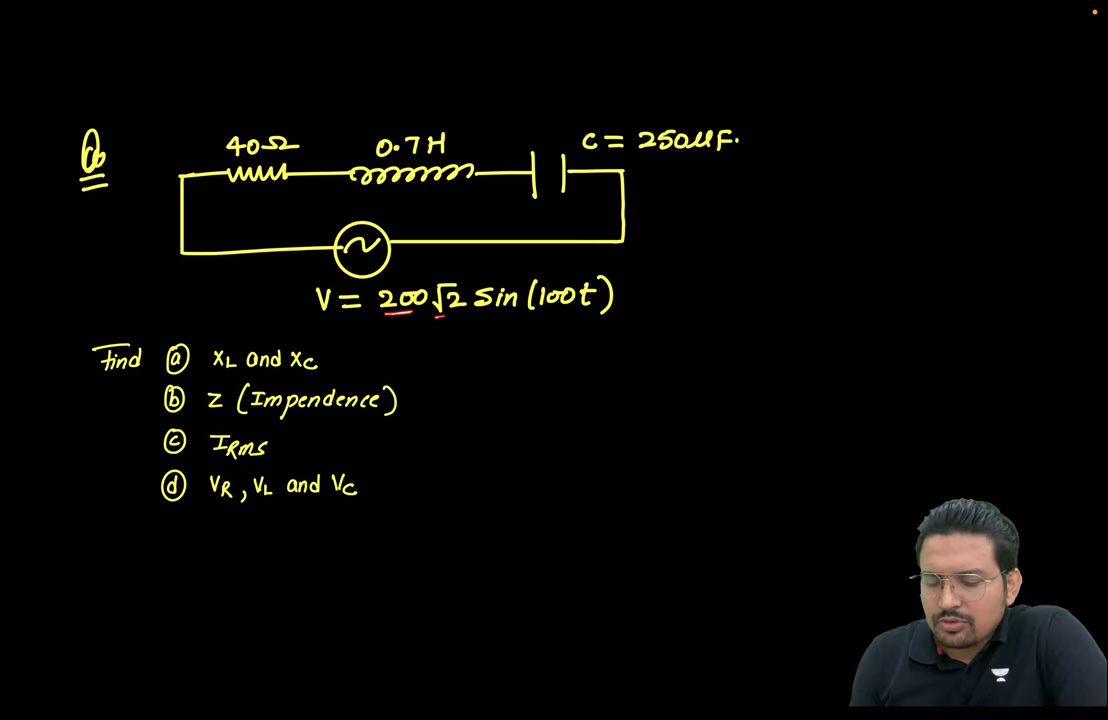 Q
40Ω 0.7H C = 250μF.
V = 200√2 sin(100t)
Find (a) XL and XC
(b) Z (Impendence)
(c) IRMS
(d) VR, VL and VC